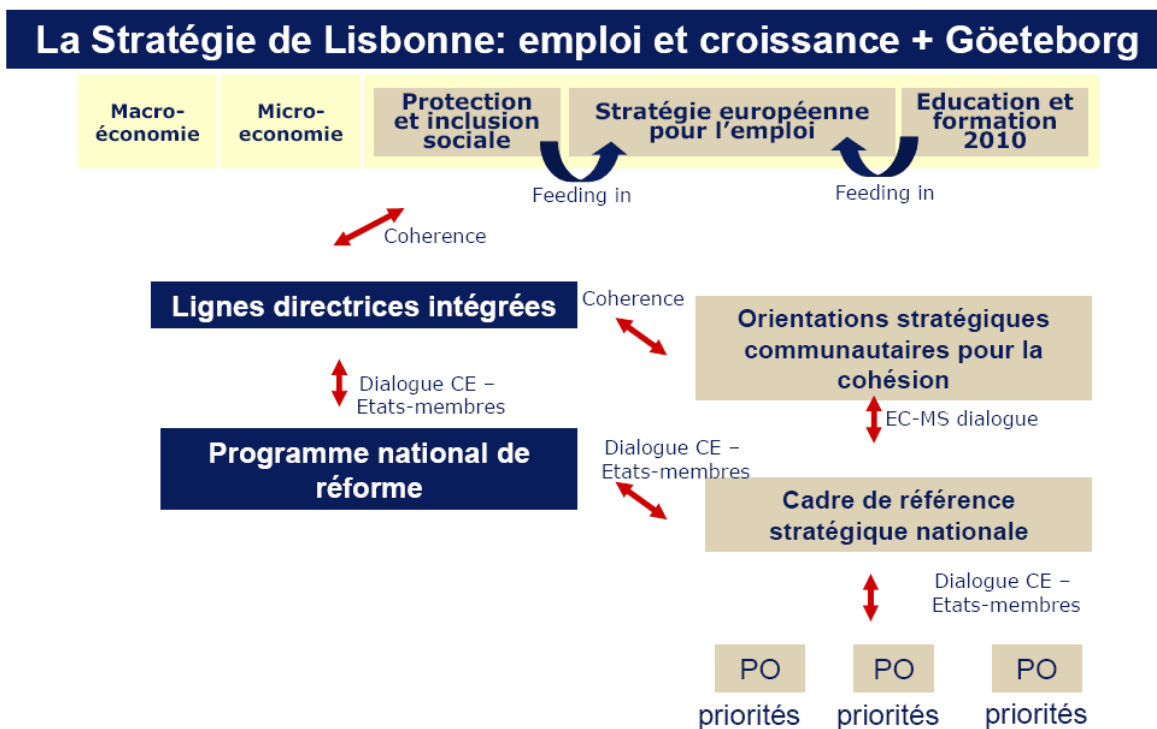 La Stratégie de Lisbonne: emploi et croissance + Göeteborg
Macro-
économie
Micro-
economie
Protection
et inclusion
sociale
Stratégie européenne
pour l'emploi
Education et
formation
2010
Feeding in
Feeding in
Coherence
Lignes directrices intégrées
Coherence
Orientations stratégiques
communautaires pour la
cohésion
Dialogue CE –
Etats-membres
EC-MS dialogue
Programme national de
réforme
Dialogue CE –
Etats-membres
Cadre de référence
stratégique nationale
Dialogue CE –
Etats-membres
PO
PO
PO
priorités
priorités
priorités